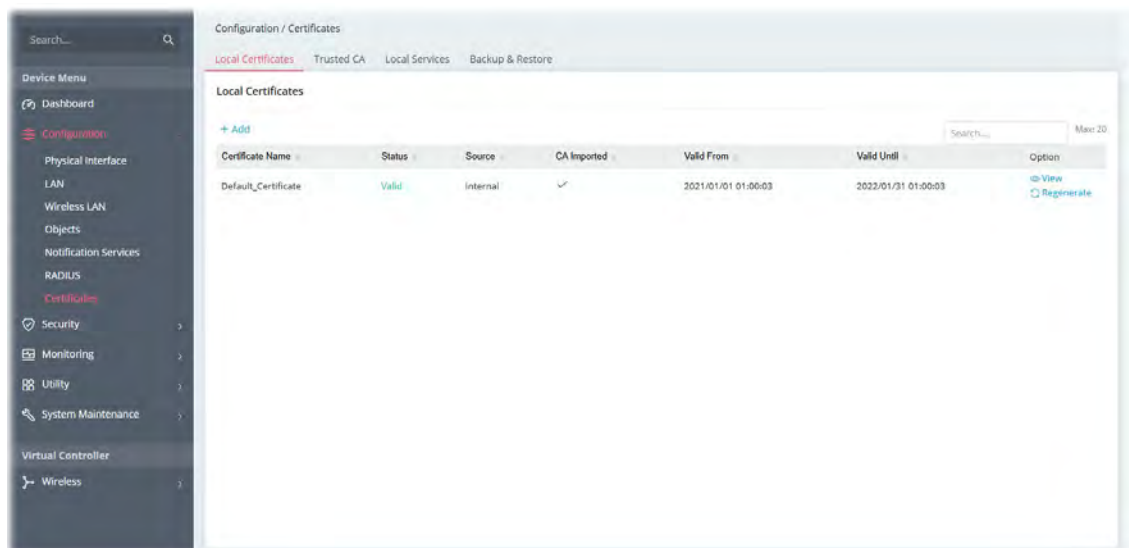 Search...
Device Menu
Dashboard
Configuration
Physical Interface
LAN
Wireless LAN
Objects
Notification Services
RADIUS
Certificates
Security
Monitoring
Utility
System Maintenance
Virtual Controller
Wireless
Configuration / Certificates
Local Certificates Trusted CA Local Services Backup & Restore
Local Certificates
+ Add Search... Max: 20
Certificate Name Status Source CA Imported Valid From Valid Until Option
Default_Certificate Valid Internal ✓ 2021/01/01 01:00:03 2022/01/31 01:00:03 View
Regenerate